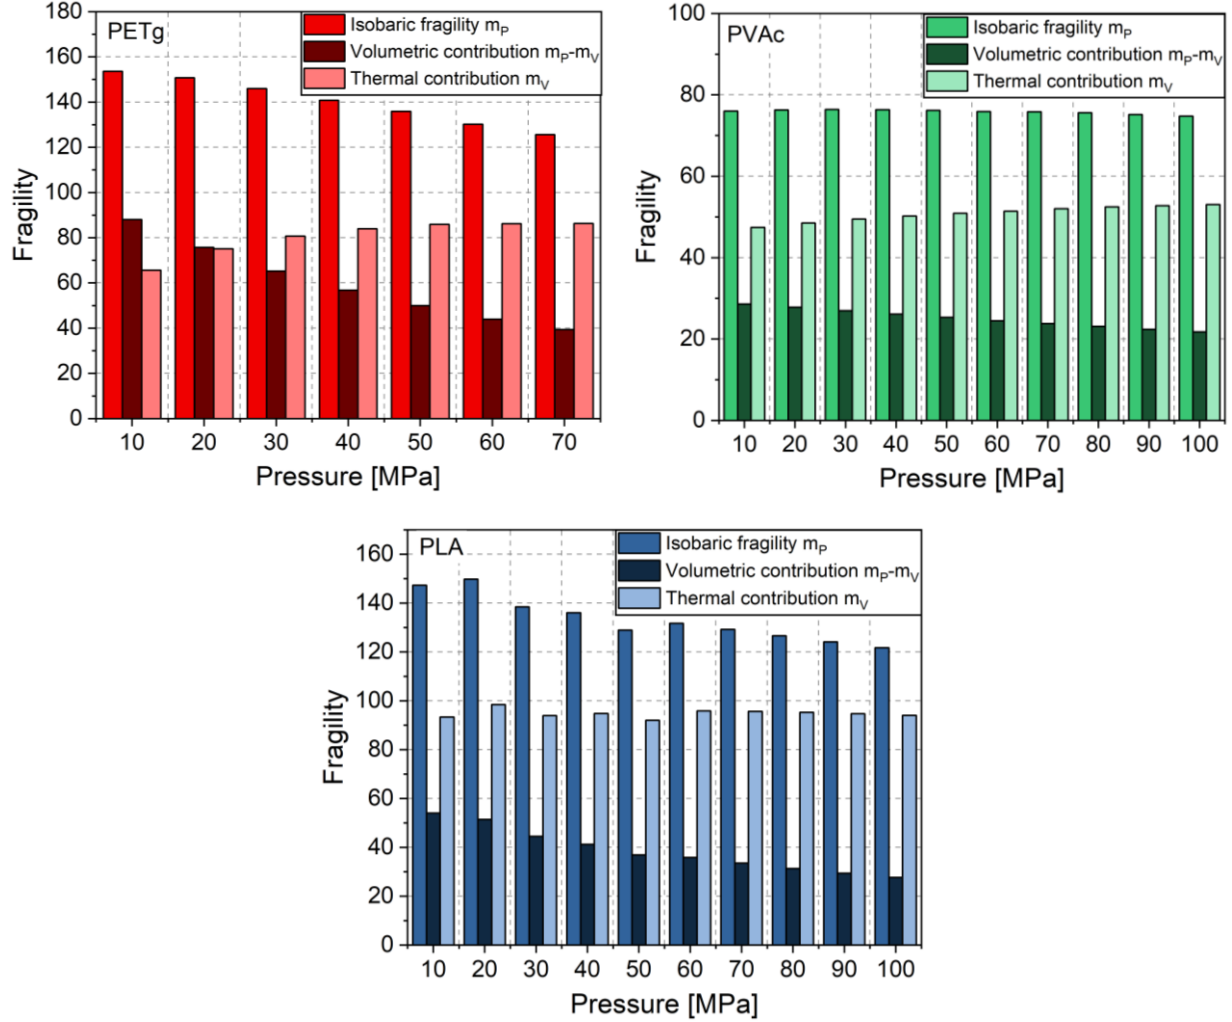 PETg
Isobaric fragility mP
Volumetric contribution mP-mV
Thermal contribution mV
180
160
140
120
100
80
60
40
20
0
Fragility
10 20 30 40 50 60 70
Pressure [MPa]
PVAc
Isobaric fragility mP
Volumetric contribution mP-mV
Thermal contribution mV
100
80
60
40
20
0
Fragility
10 20 30 40 50 60 70 80 90 100
Pressure [MPa]
PLA
Isobaric fragility mP
Volumetric contribution mP-mV
Thermal contribution mV
160
140
120
100
80
60
40
20
0
Fragility
10 20 30 40 50 60 70 80 90 100
Pressure [MPa]